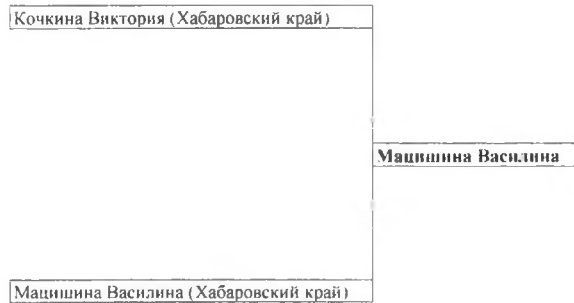 Кочкина Виктория (Хабаровский край)
Мацишина Василина
Мацишина Василина (Хабаровский край)